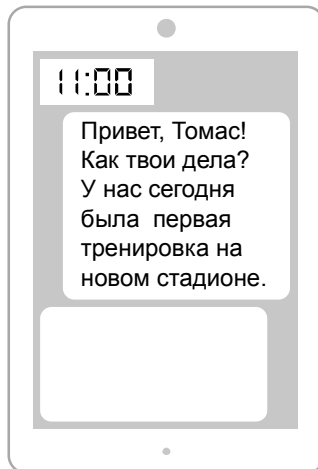 11:00
Привет, Томас!
Как твои дела?
У нас сегодня
была первая
тренировка на
новом стадионе.